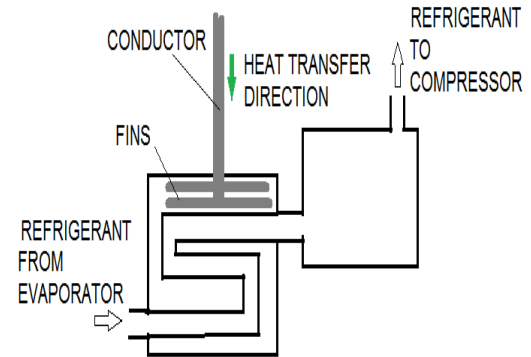 REFRIGERANT
TO
COMPRESSOR
CONDUCTOR
HEAT TRANSFER
DIRECTION
FINS
REFRIGERANT
FROM
EVAPORATOR